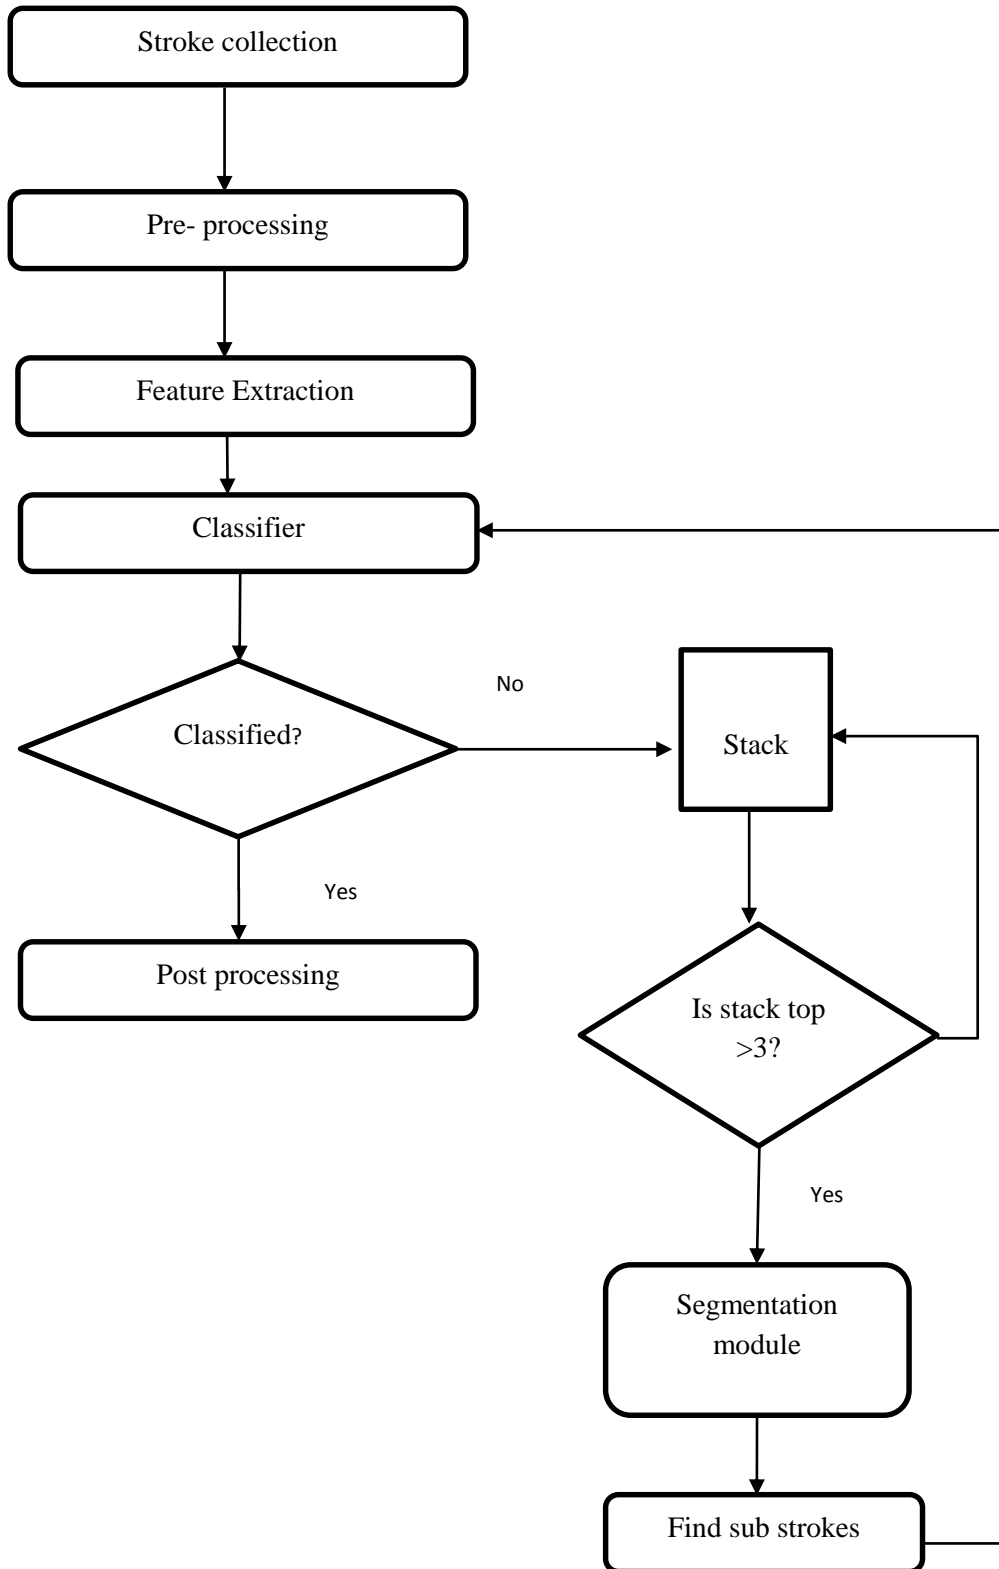 Stroke collection
Pre- processing
Feature Extraction
Classifier
No
Classified?
Stack
Yes
Post processing
Is stack top
>3?
Yes
Segmentation
module
Find sub strokes